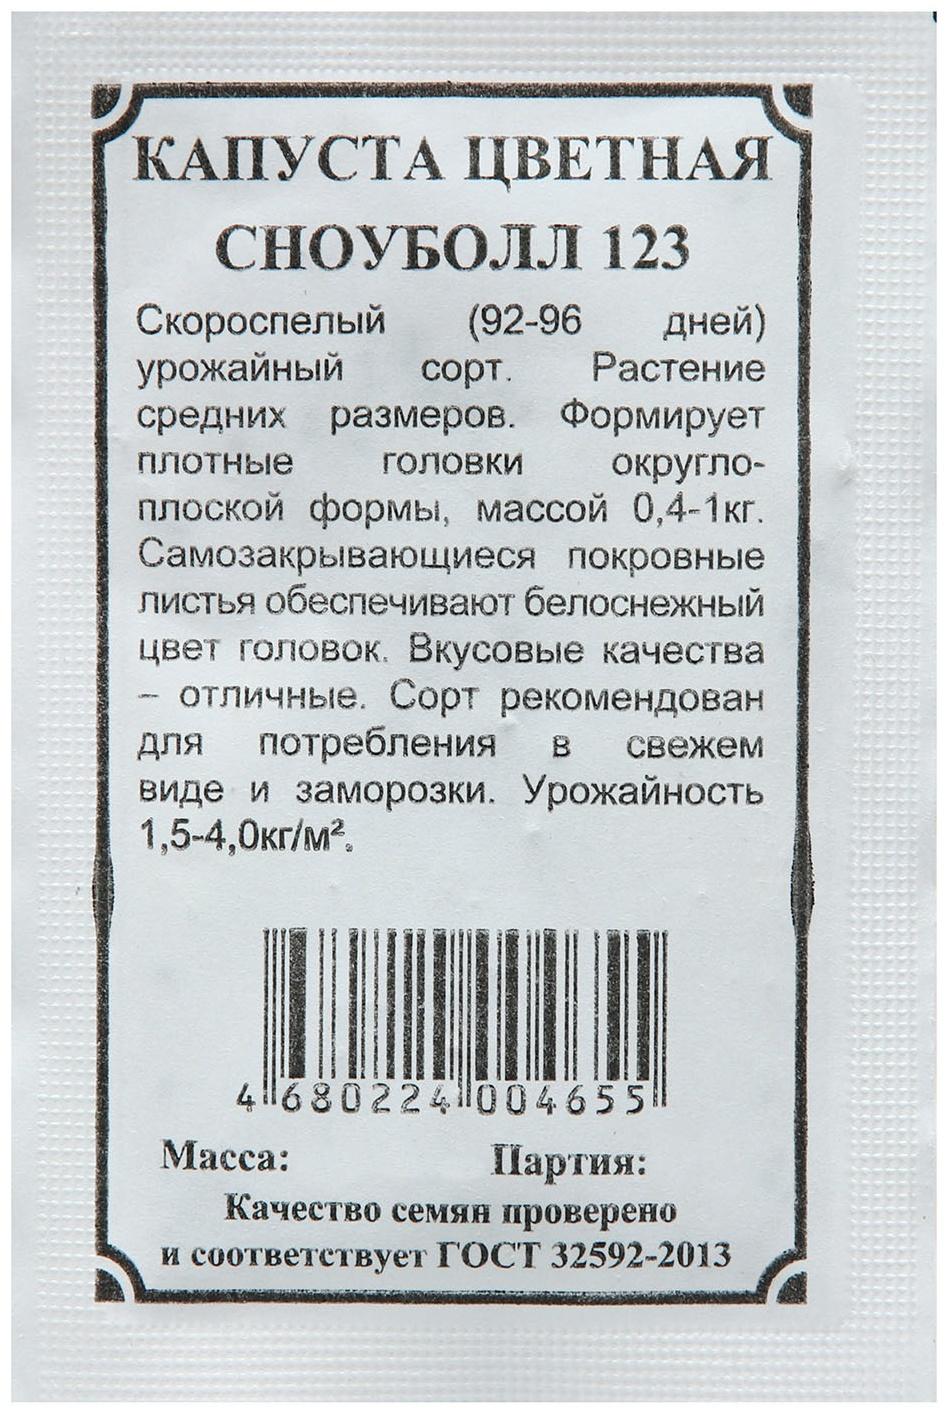 КАПУСТА ЦВЕТНАЯ
СНОУБОЛЛ 123
Скороспелый (92-96 дней)
урожайный сорт. Растение
средних размеров. Формирует
плотные головки округло-
плоской формы, массой 0,4-1кг.
Самозакрывающиеся покровные
листья обеспечивают белоснежный
цвет головок. Вкусовые качества
– отличные. Сорт рекомендован
для потребления в свежем
виде и заморозки. Урожайность
1,5-4,0кг/м².
4 680224 004655
Масса: Партия:
Качество семян проверено
и соответствует ГОСТ 32592-2013